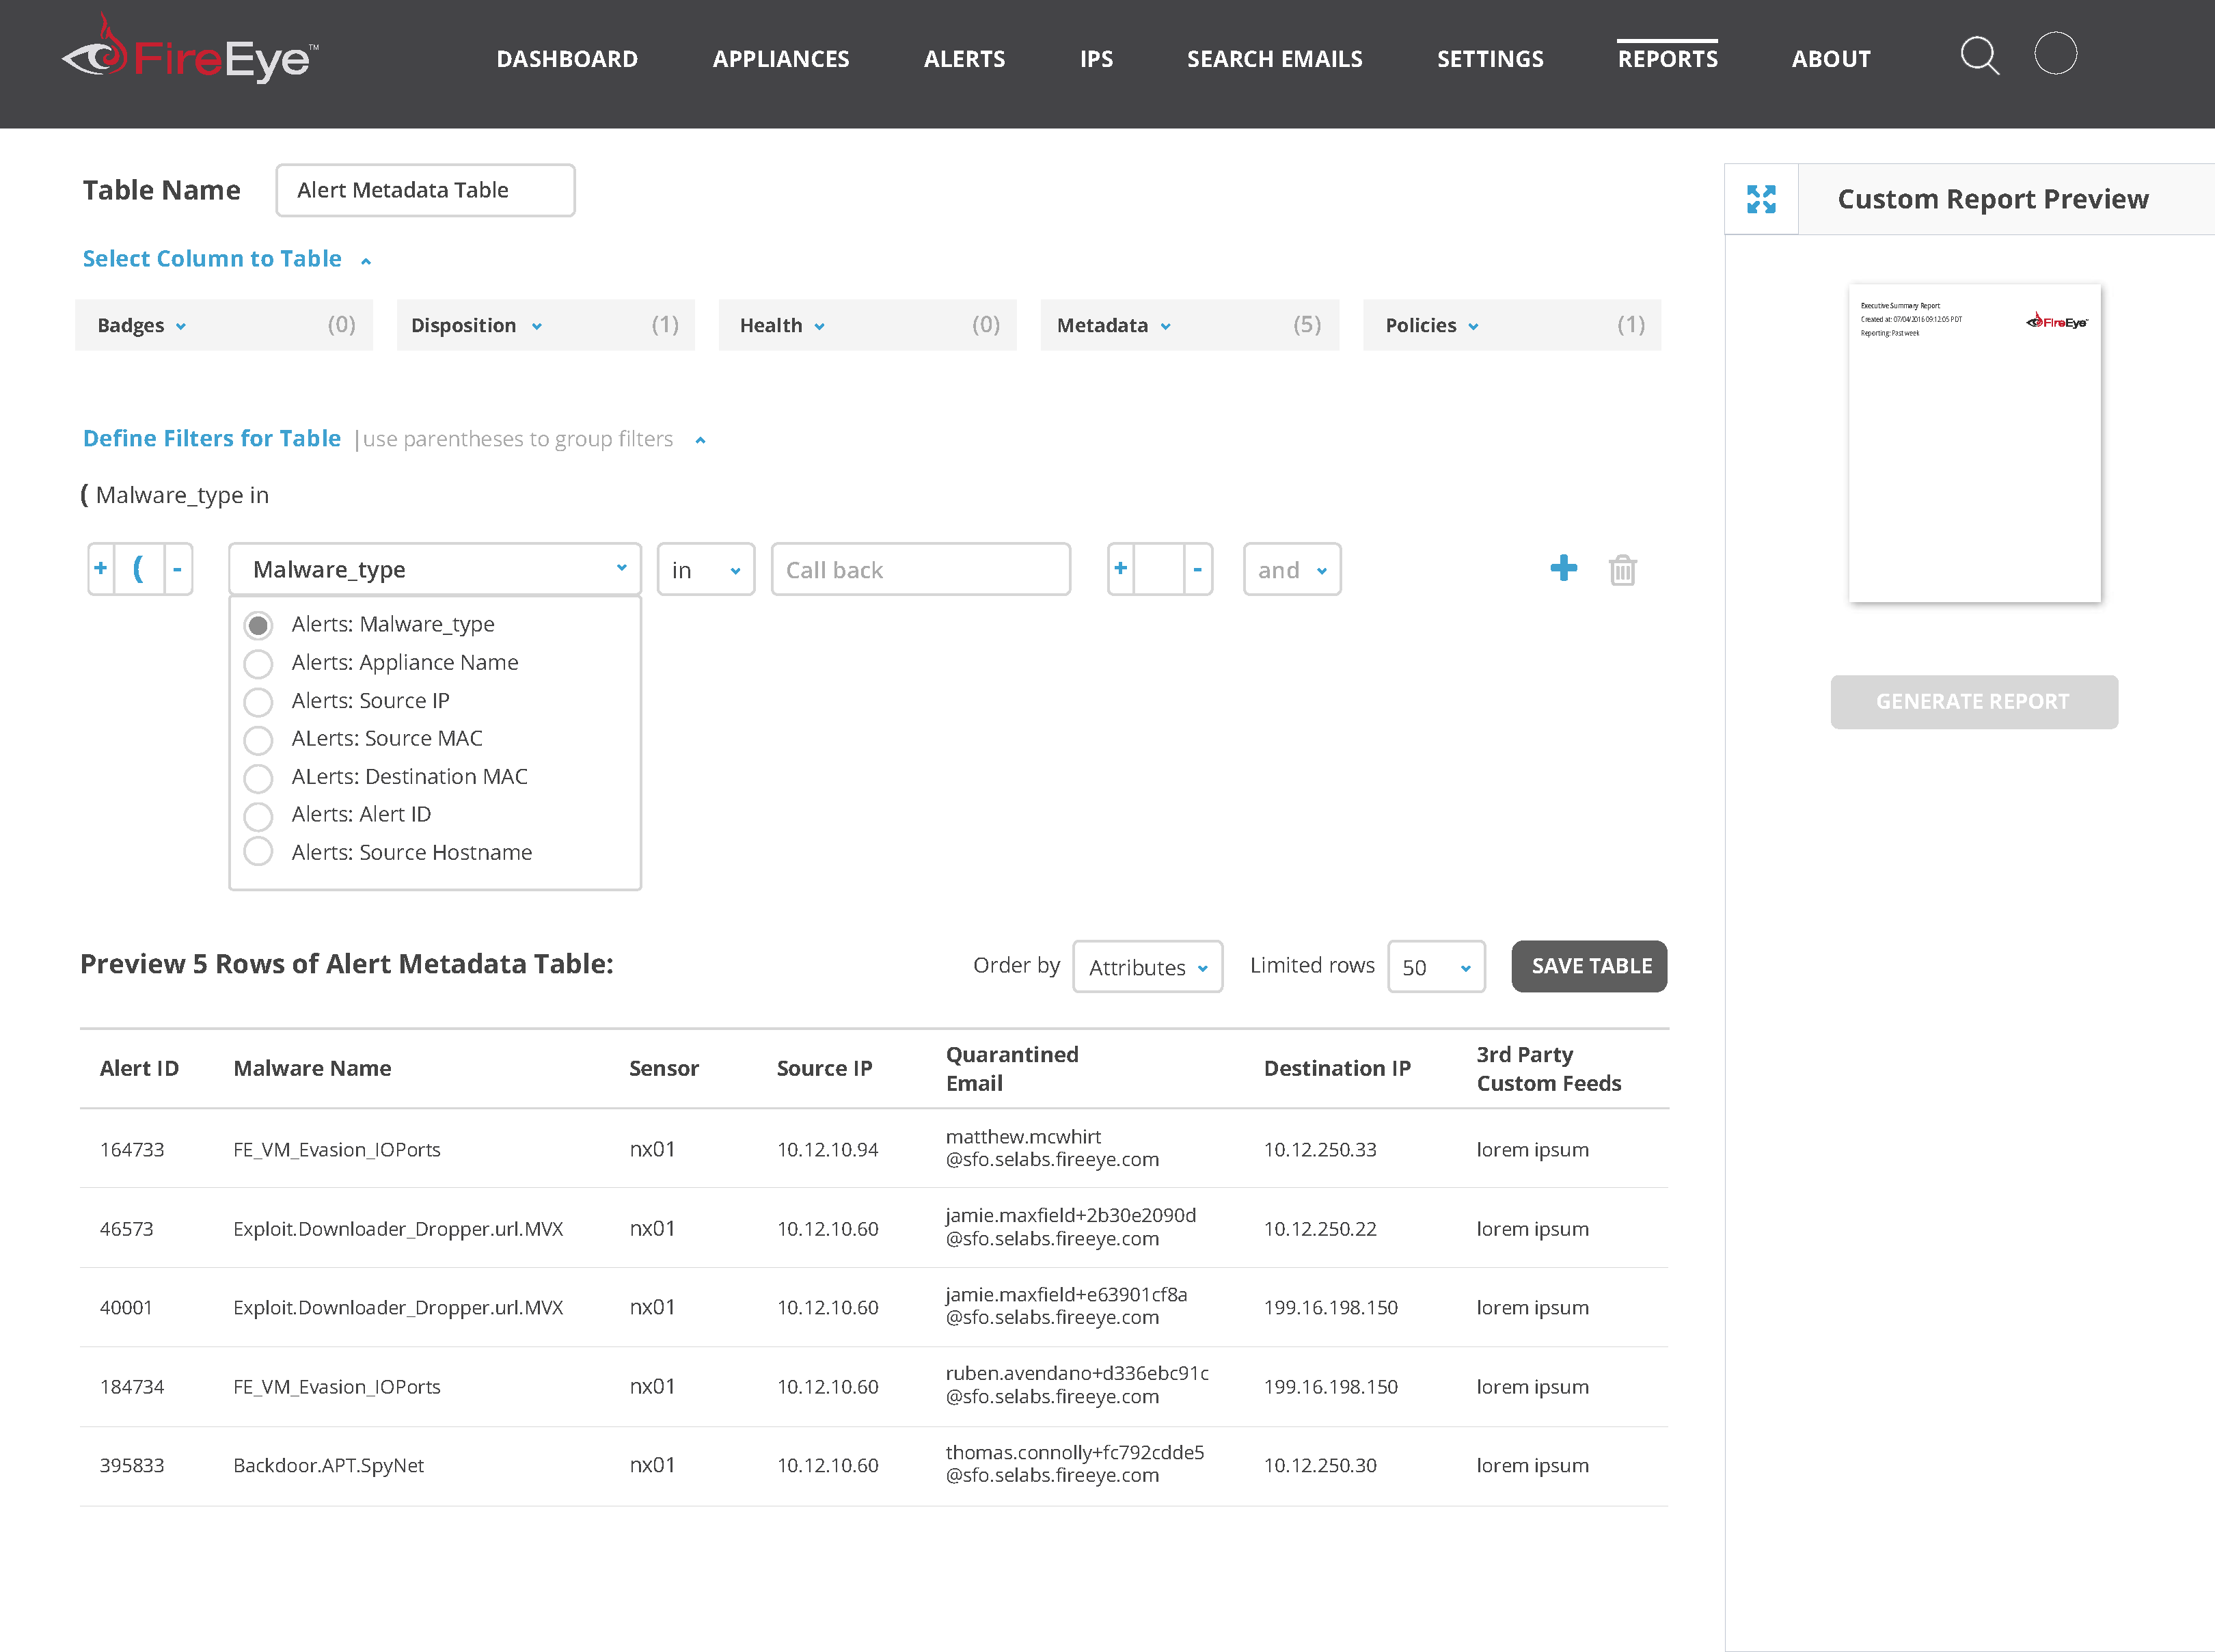 FireEye™
DASHBOARD APPLIANCES ALERTS IPS SEARCH EMAILS SETTINGS REPORTS ABOUT
Table Name Alert Metadata Table
Select Column to Table
Badges (0) Disposition (1) Health (0) Metadata (5) Policies (1)
Define Filters for Table |use parentheses to group filters
( Malware_type in
+ ( - Malware_type in Call back + - and
Alerts: Malware_type
Alerts: Appliance Name
Alerts: Source IP
ALerts: Source MAC
ALerts: Destination MAC
Alerts: Alert ID
Alerts: Source Hostname
Preview 5 Rows of Alert Metadata Table: Order by Attributes Limited rows 50 SAVE TABLE
Alert ID Malware Name Sensor Source IP Quarantined Email Destination IP 3rd Party Custom Feeds
164733 FE_VM_Evasion_IOPorts nx01 10.12.10.94 matthew.mcwhirt @sfo.selabs.fireeye.com 10.12.250.33 lorem ipsum
46573 Exploit.Downloader_Dropper.url.MVX nx01 10.12.10.60 jamie.maxfield+2b30e2090d @sfo.selabs.fireeye.com 10.12.250.22 lorem ipsum
40001 Exploit.Downloader_Dropper.url.MVX nx01 10.12.10.60 jamie.maxfield+e63901cf8a @sfo.selabs.fireeye.com 199.16.198.150 lorem ipsum
184734 FE_VM_Evasion_IOPorts nx01 10.12.10.60 ruben.avendano+d336ebc91c @sfo.selabs.fireeye.com 199.16.198.150 lorem ipsum
395833 Backdoor.APT.SpyNet nx01 10.12.10.60 thomas.connolly+fc792cdde5 @sfo.selabs.fireeye.com 10.12.250.30 lorem ipsum
Custom Report Preview
Executive Summary Report
Created at: 07/04/2016 09:12:05 PDT
Reporting: Past week
FireEye™
GENERATE REPORT